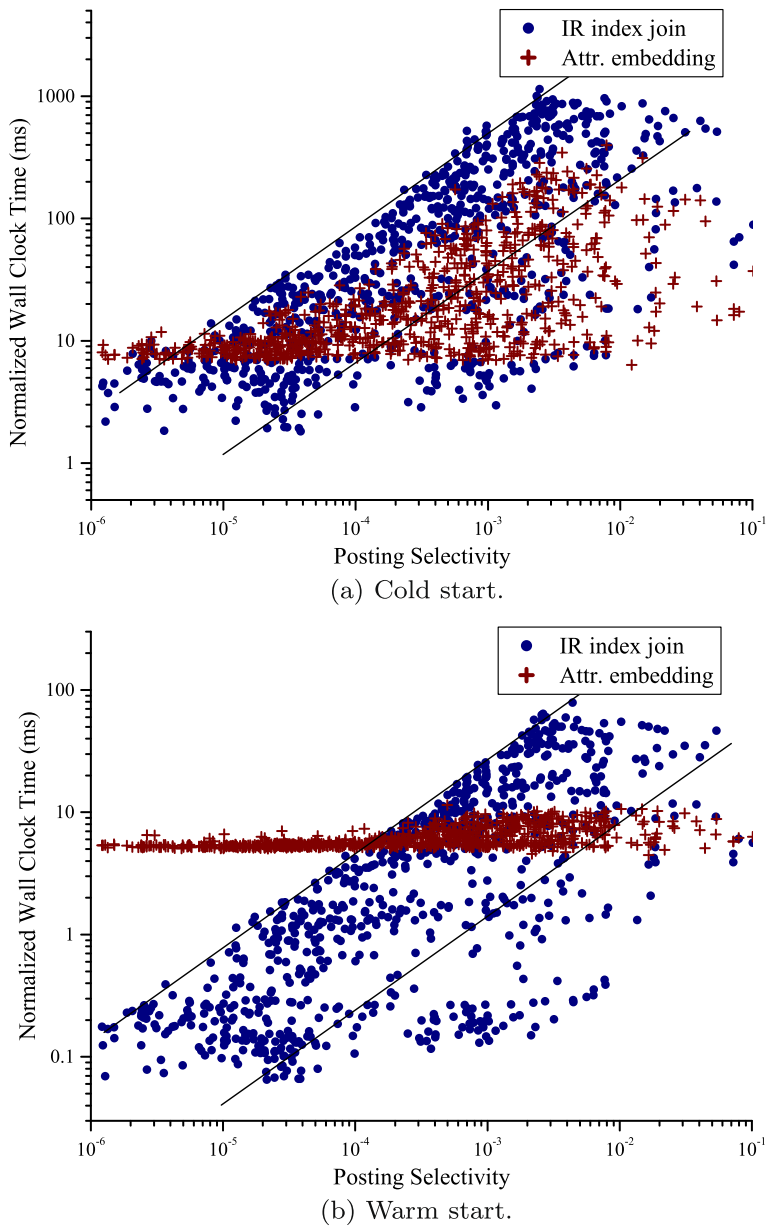 IR index join
Attr. embedding
1000
100
10
1
Normalized Wall Clock Time (ms)
10-6 10-5 10-4 10-3 10-2 10-1
Posting Selectivity
(a) Cold start.
IR index join
Attr. embedding
100
10
1
0.1
Normalized Wall Clock Time (ms)
10-6 10-5 10-4 10-3 10-2 10-1
Posting Selectivity
(b) Warm start.